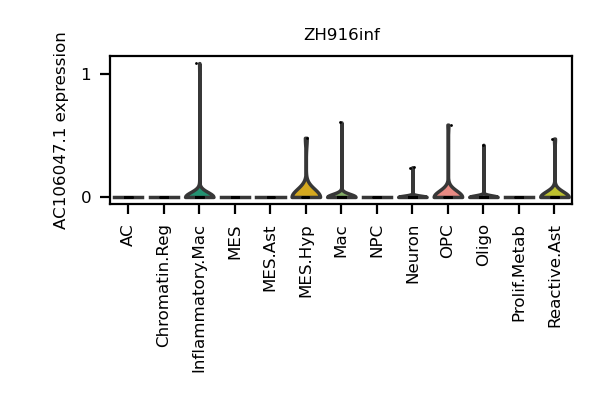 ZH916inf
AC106047.1 expression
1
0
AC
Chromatin.Reg
Inflammatory.Mac
MES
MES.Ast
MES.Hyp
Mac
NPC
Neuron
OPC
Oligo
Prolif.Metab
Reactive.Ast